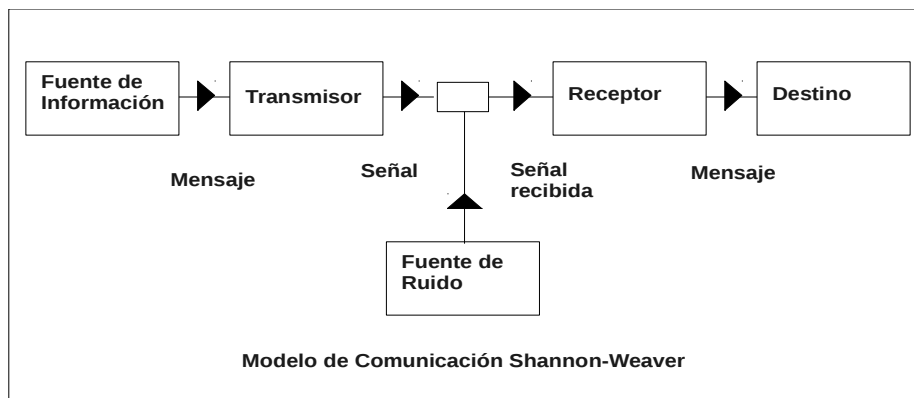 Fuente de
Información
Transmisor
Receptor
Destino
Mensaje
Señal
Señal
recibida
Mensaje
Fuente de
Ruido
Modelo de Comunicación Shannon-Weaver